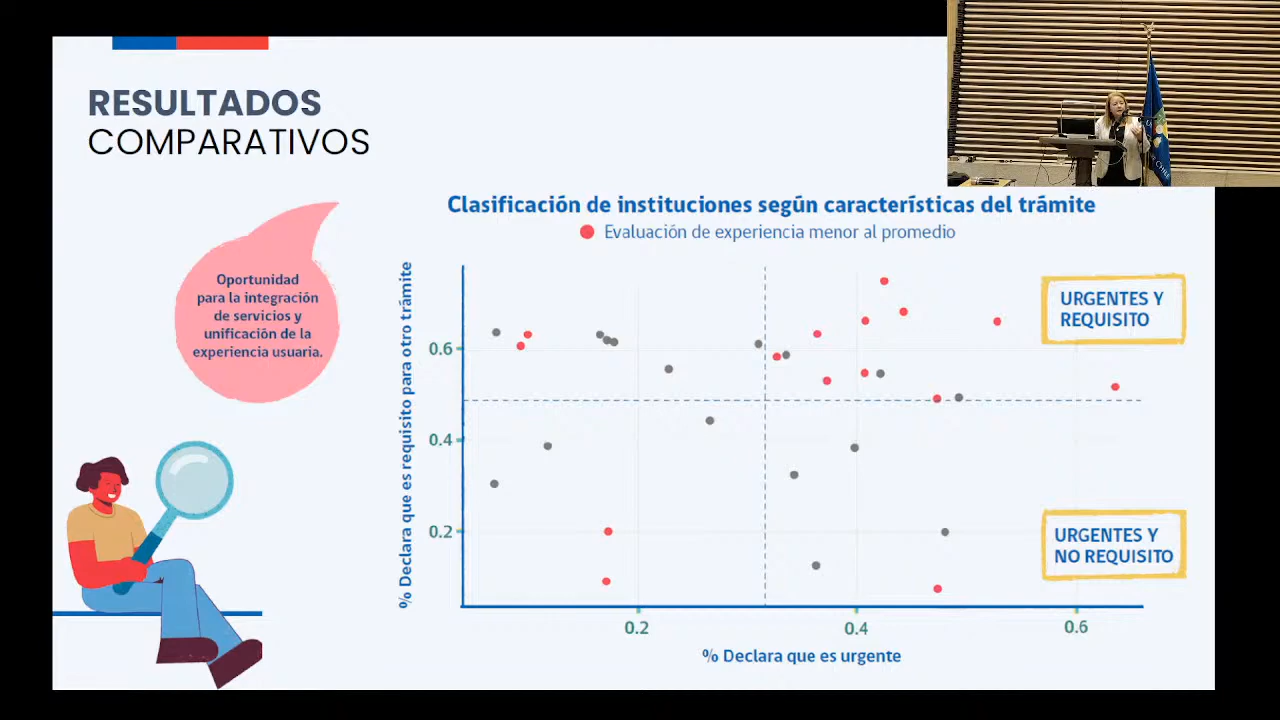 RESULTADOS
COMPARATIVOS
Oportunidad
para la integración
de servicios y
unificación de la
experiencia usuaria.
Clasificación de instituciones según características del trámite
Evaluación de experiencia menor al promedio
% Declara que es requisito para otro trámite
0.6
0.4
0.2
URGENTES Y
REQUISITO
URGENTES Y
NO REQUISITO
0.2
0.4
0.6
% Declara que es urgente